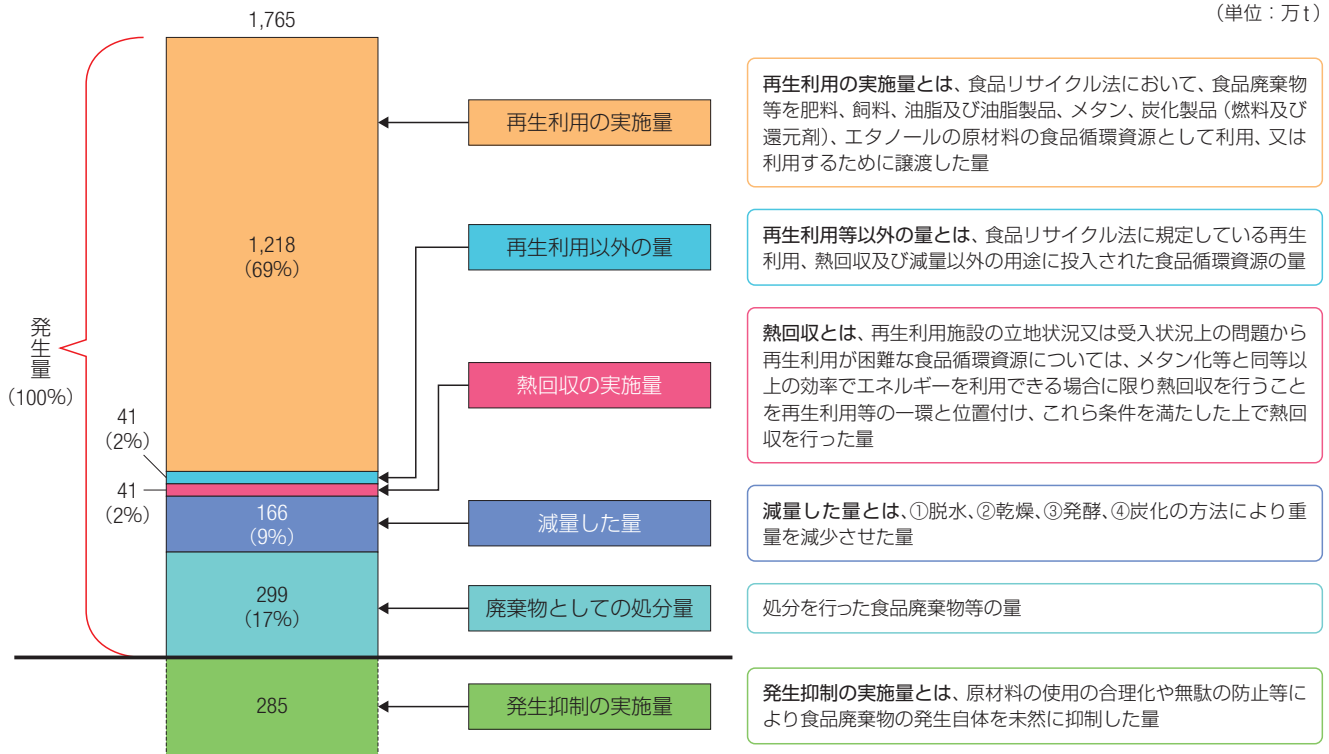 （単位：万t）
1,765
発生量
(100%)
1,218
(69%)
41
(2%)
41
(2%)
166
(9%)
299
(17%)
285
再生利用の実施量
再生利用以外の量
熱回収の実施量
減量した量
廃棄物としての処分量
発生抑制の実施量
再生利用の実施量とは、食品リサイクル法において、食品廃棄物
等を肥料、飼料、油脂及び油脂製品、メタン、炭化製品（燃料及び
還元剤）、エタノールの原材料の食品循環資源として利用、又は
利用するために譲渡した量
再生利用等以外の量とは、食品リサイクル法に規定している再生
利用、熱回収及び減量以外の用途に投入された食品循環資源の量
熱回収とは、再生利用施設の立地状況又は受入状況上の問題から
再生利用が困難な食品循環資源については、メタン化等と同等以
上の効率でエネルギーを利用できる場合に限り熱回収を行うこと
を再生利用等の一環と位置付け、これら条件を満たした上で熱回
収を行った量
減量した量とは、①脱水、②乾燥、③発酵、④炭化の方法により重
量を減少させた量
処分を行った食品廃棄物等の量
発生抑制の実施量とは、原材料の使用の合理化や無駄の防止等に
より食品廃棄物の発生自体を未然に抑制した量